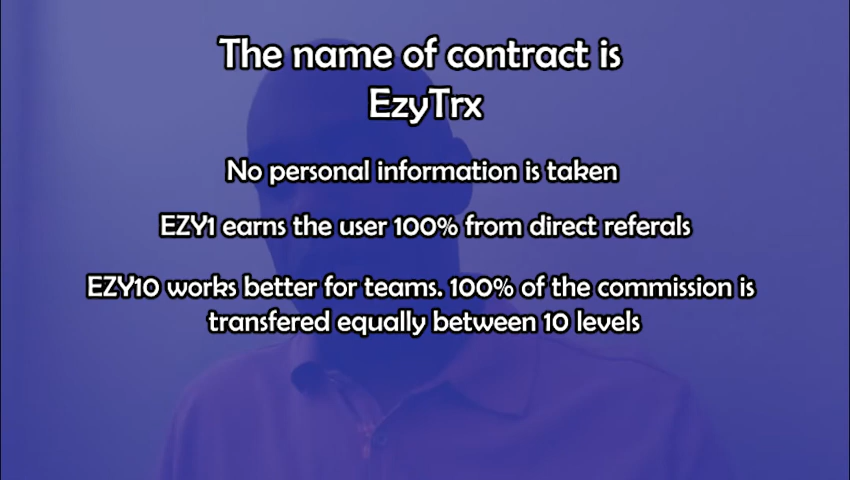 The name of contract is
EzyTrx
No personal information is taken
EZY1 earns the user 100% from direct referals
EZY10 works better for teams. 100% of the commission is
transfered equally between 10 levels